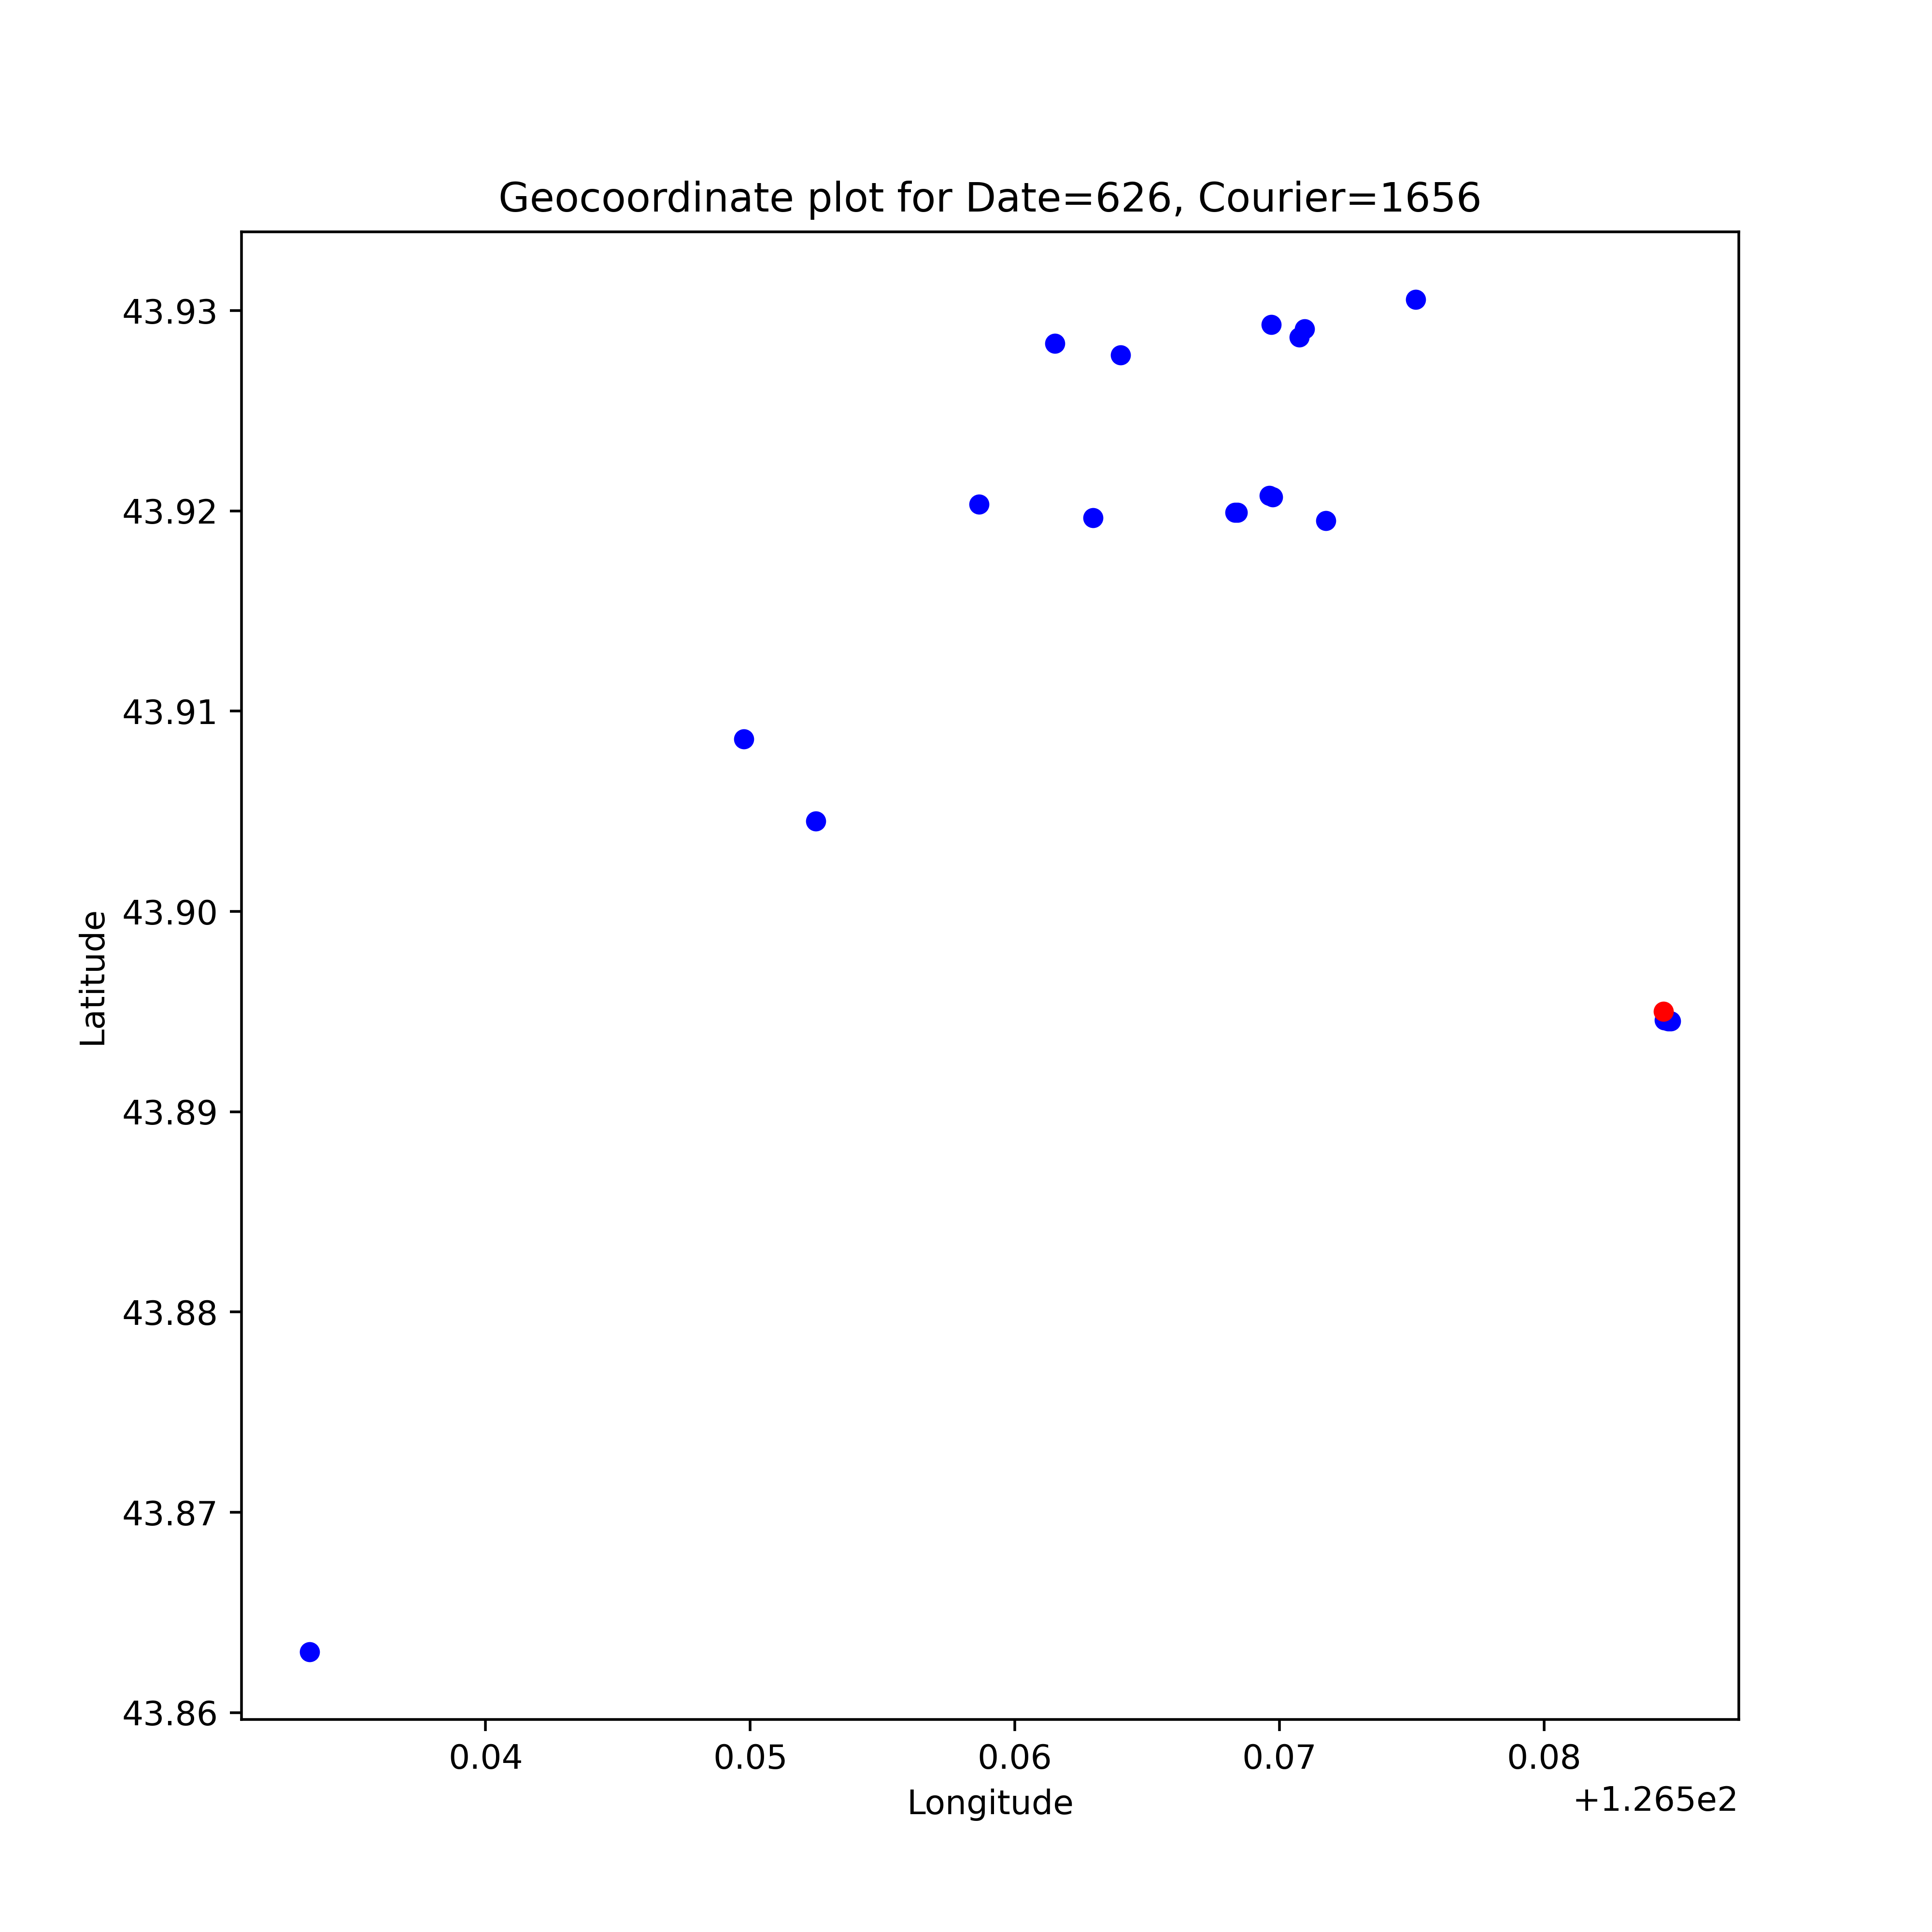 Geocoordinate plot for Date=626, Courier=1656
43.93
43.92
43.91
43.90
43.89
43.88
43.87
43.86
Latitude
0.04 0.05 0.06 0.07 0.08
+1.265e2
Longitude